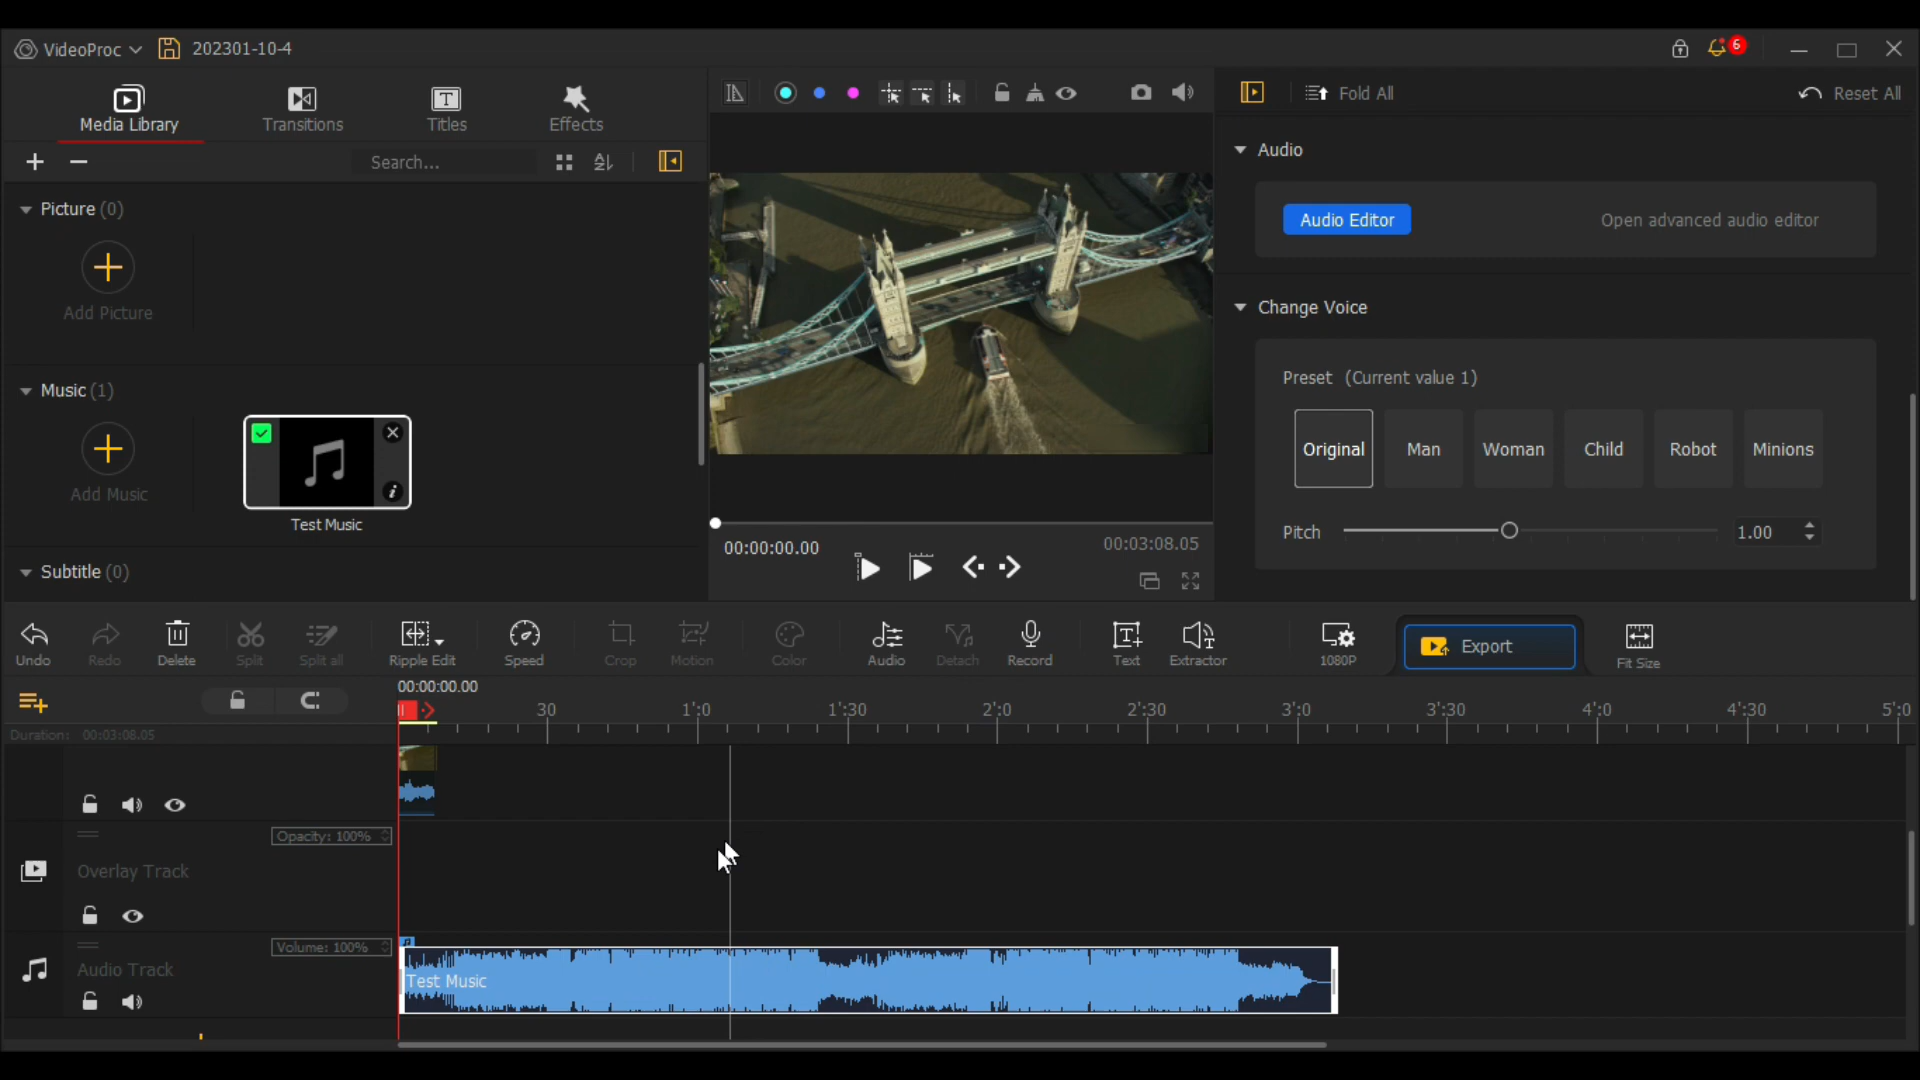 VideoProc 202301-10-4 6
Media Library Transitions Titles Effects
Search...
Picture (0)
Add Picture
Music (1)
Add Music
Test Music
Subtitle (0)
00:00:00.00 00:03:08.05
Fold All Reset All
Audio
Audio Editor Open advanced audio editor
Change Voice
Preset (Current value 1)
Original Man Woman Child Robot Minions
Pitch 1.00
Undo Redo Delete Split Split all Ripple Edit Speed Crop Motion Color Audio Detach Record Text Extractor 1080P Export Fit Size
00:00:00.00
30 1':0 1':30 2':0 2':30 3':0 3':30 4':0 4':30 5':0
Duration: 00:03:08.05
Opacity: 100%
Overlay Track
Volume: 100%
Audio Track
Test Music